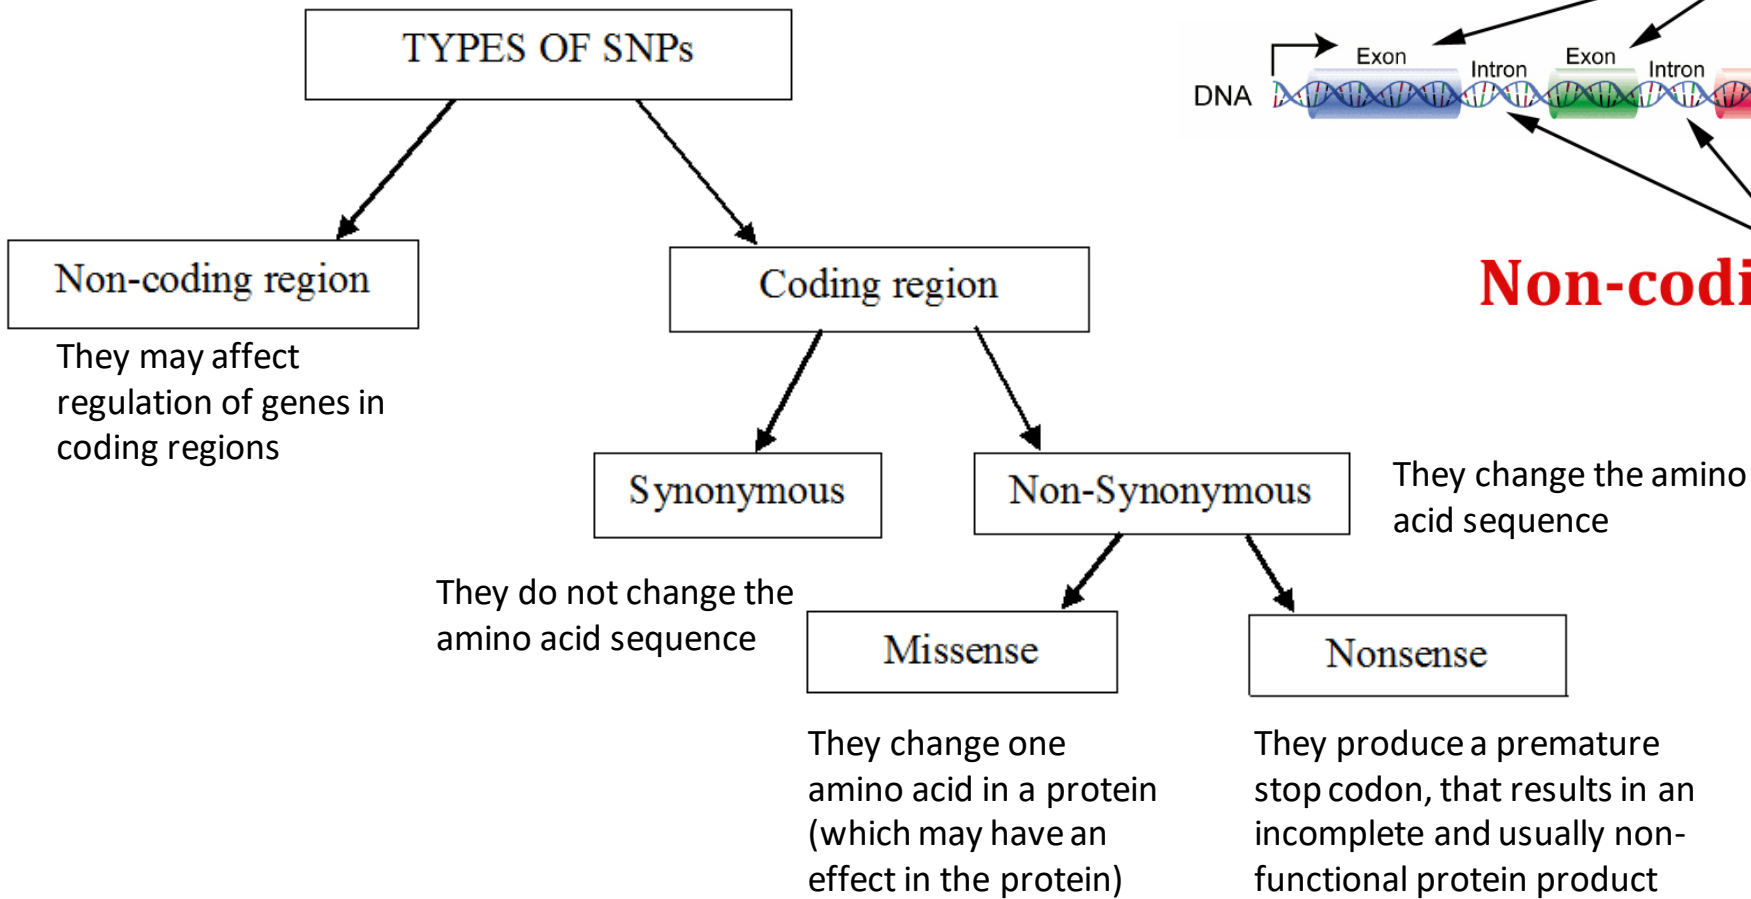 TYPES OF SNPs
Exon
Exon
Intron
Intron
DNA
Non-coding region
Coding region
Non-codi
They may affect
regulation of genes in
coding regions
Synonymous
Non-Synonymous
They change the amino
acid sequence
They do not change the
amino acid sequence
Missense
Nonsense
They change one
amino acid in a protein
(which may have an
effect in the protein)
They produce a premature
stop codon, that results in an
incomplete and usually non-
functional protein product